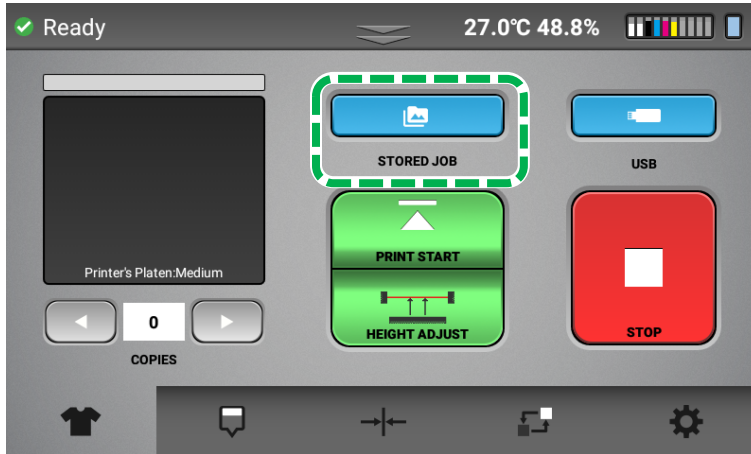 Ready
27.0℃ 48.8%
STORED JOB
USB
Printer's Platen:Medium
PRINT START
0
HEIGHT ADJUST
STOP
COPIES